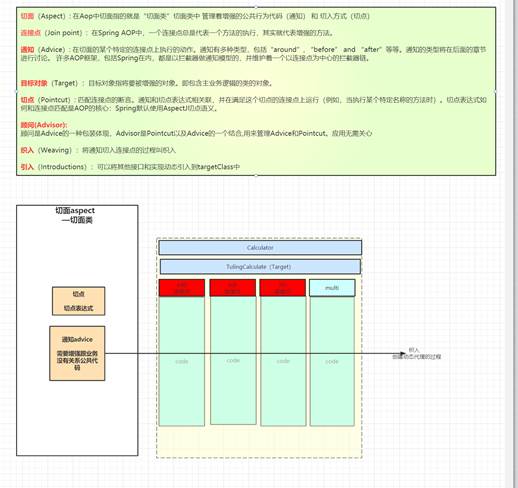 切面（Aspect）: 在Aop中切面指的就是“切面类”切面类中 管理着增强的公共行为代码（通知） 和 切入方式（切点）
连接点（Join point）: 在Spring AOP中，一个连接点总是代表一个方法的执行，其实就代表增强的方法。
通知（Advice）: 在切面的某个特定的连接点上执行的动作。通知有多种类型，包括“around”，“before” and “after”等等。通知的类型将在后面的章节
进行讨论。 许多AOP框架，包括Spring在内，都是以拦截器做通知模型的，并维护着一个以连接点为中心的拦截器链。
目标对象（Target）: 目标对象指将要被增强的对象。即包含主业务逻辑的类的对象。
切点（Pointcut）: 匹配连接点的断言。通知和切点表达式相关联，并在满足这个切点的连接点上运行（例如，当执行某个特定名称的方法时）。切点表达式如
何和连接点匹配是AOP的核心：Spring默认使用AspectJ切点语义。
顾问(Advisor):
顾问是Advice的一种包装体现，Advisor是Pointcut以及Advice的一个结合,用来管理Advice和Pointcut。应用无需关心
织入（Weaving）: 将通知切入连接点的过程叫织入
引入（Introductions）: 可以将其他接口和实现动态引入到targetClass中
切面aspect
一切面类
Calculator
TulingCalculate（Target）
multi
切点
切点表达式
通知advice
需要增强跟业务
没有关系公共代
码
code
code
code
code
织入
创建动态代理的过程